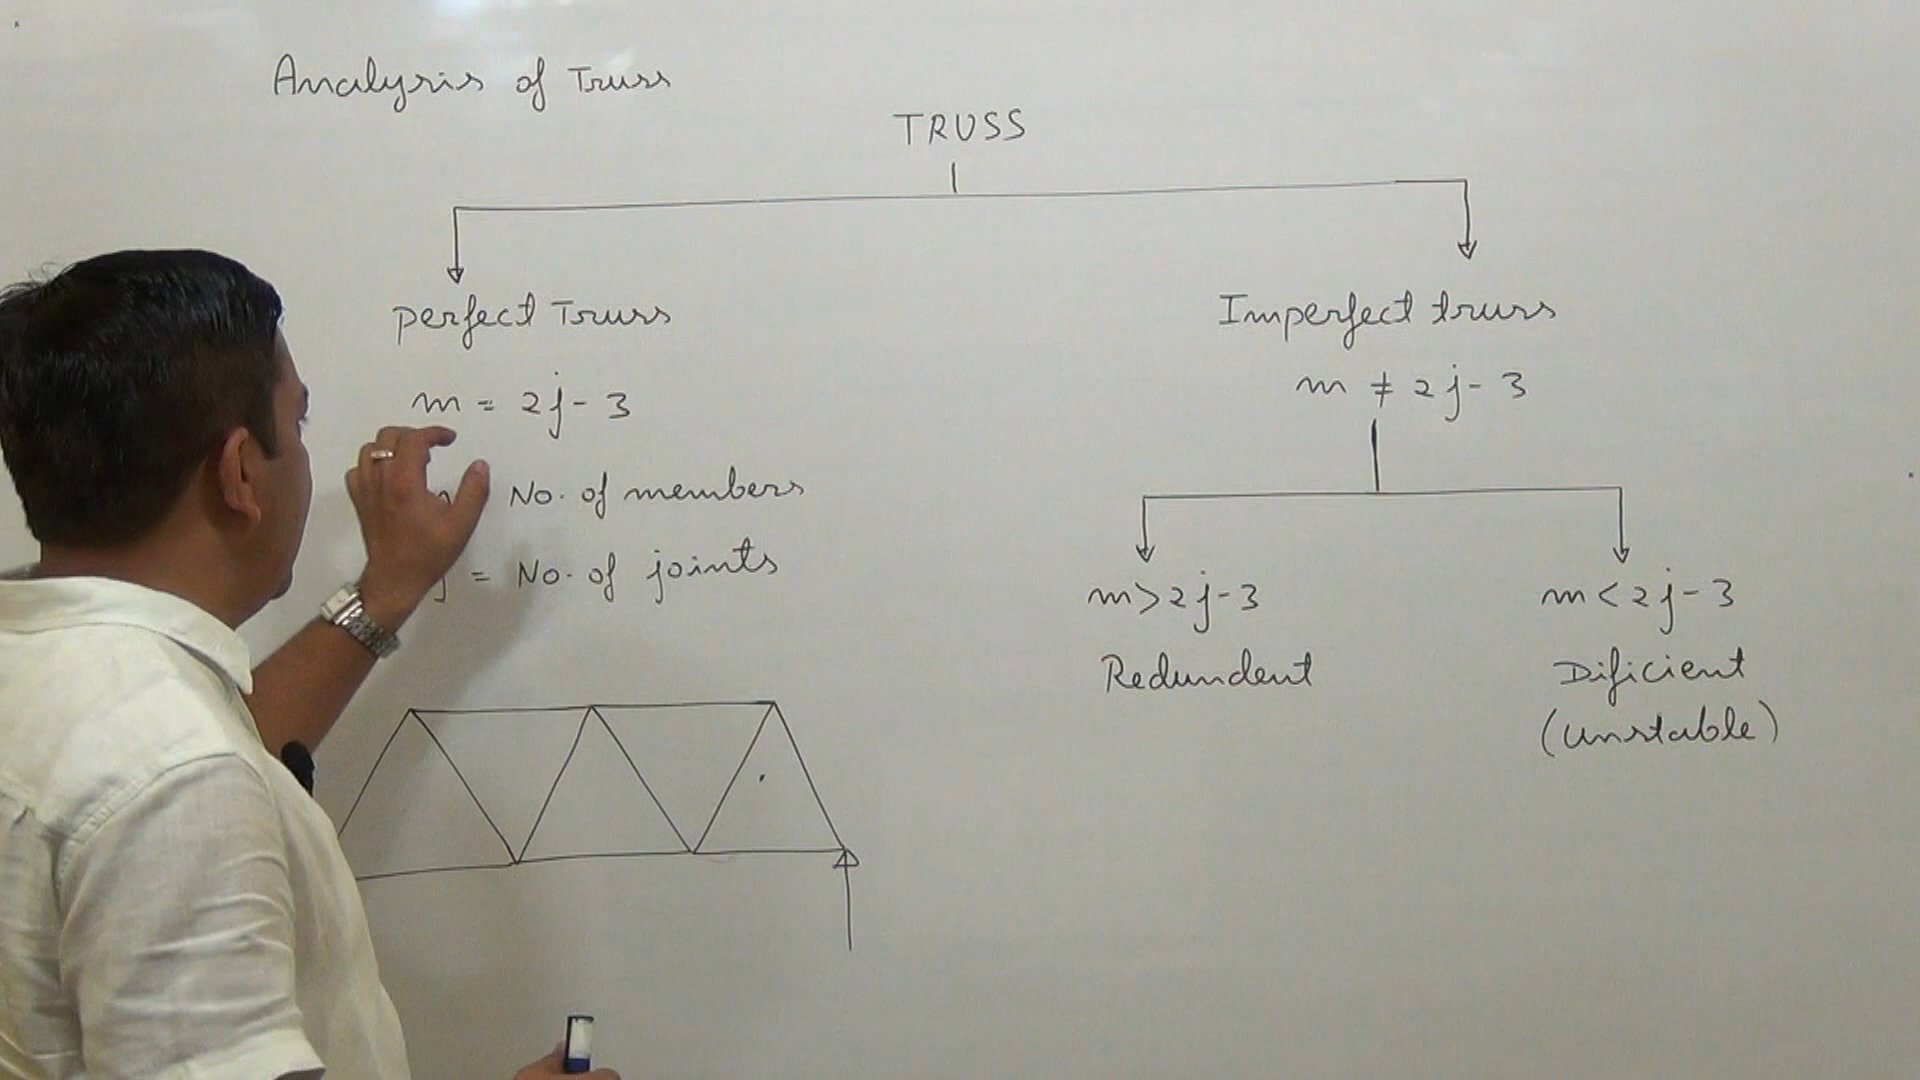 Analysis of Truss
TRUSS
Perfect Truss
m = 2j - 3
No. of members
j = No. of joints
Imperfect truss
m ≠ 2j - 3
m > 2j - 3
Redundent
m < 2j - 3
Dificient
(Unstable)